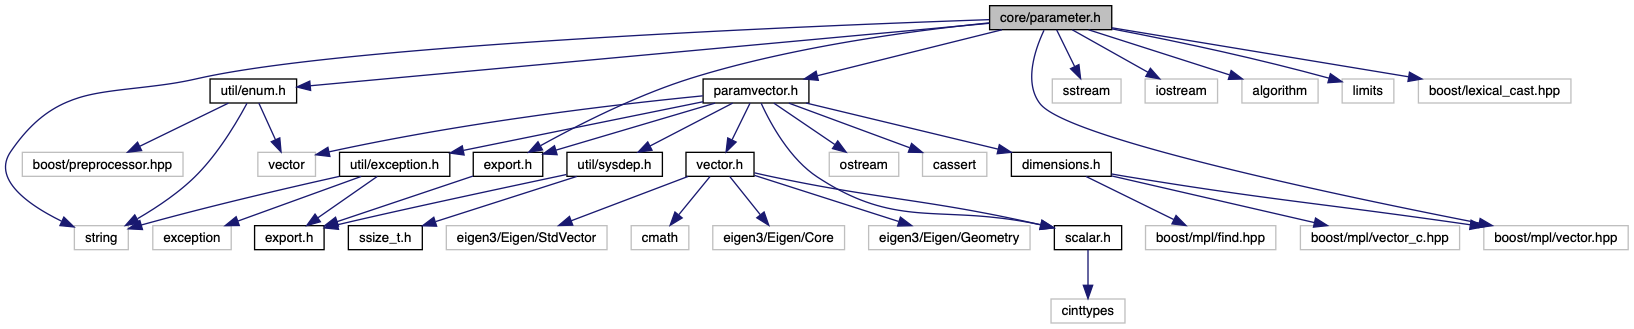 core/parameter.h
util/enum.h
paramvector.h
sstream
iostream
algorithm
limits
boost/lexical_cast.hpp
boost/preprocessor.hpp
vector
util/exception.h
export.h
util/sysdep.h
vector.h
ostream
cassert
dimensions.h
string
exception
export.h
ssize_t.h
eigen3/Eigen/StdVector
cmath
eigen3/Eigen/Core
eigen3/Eigen/Geometry
scalar.h
boost/mpl/find.hpp
boost/mpl/vector_c.hpp
boost/mpl/vector.hpp
cinttypes